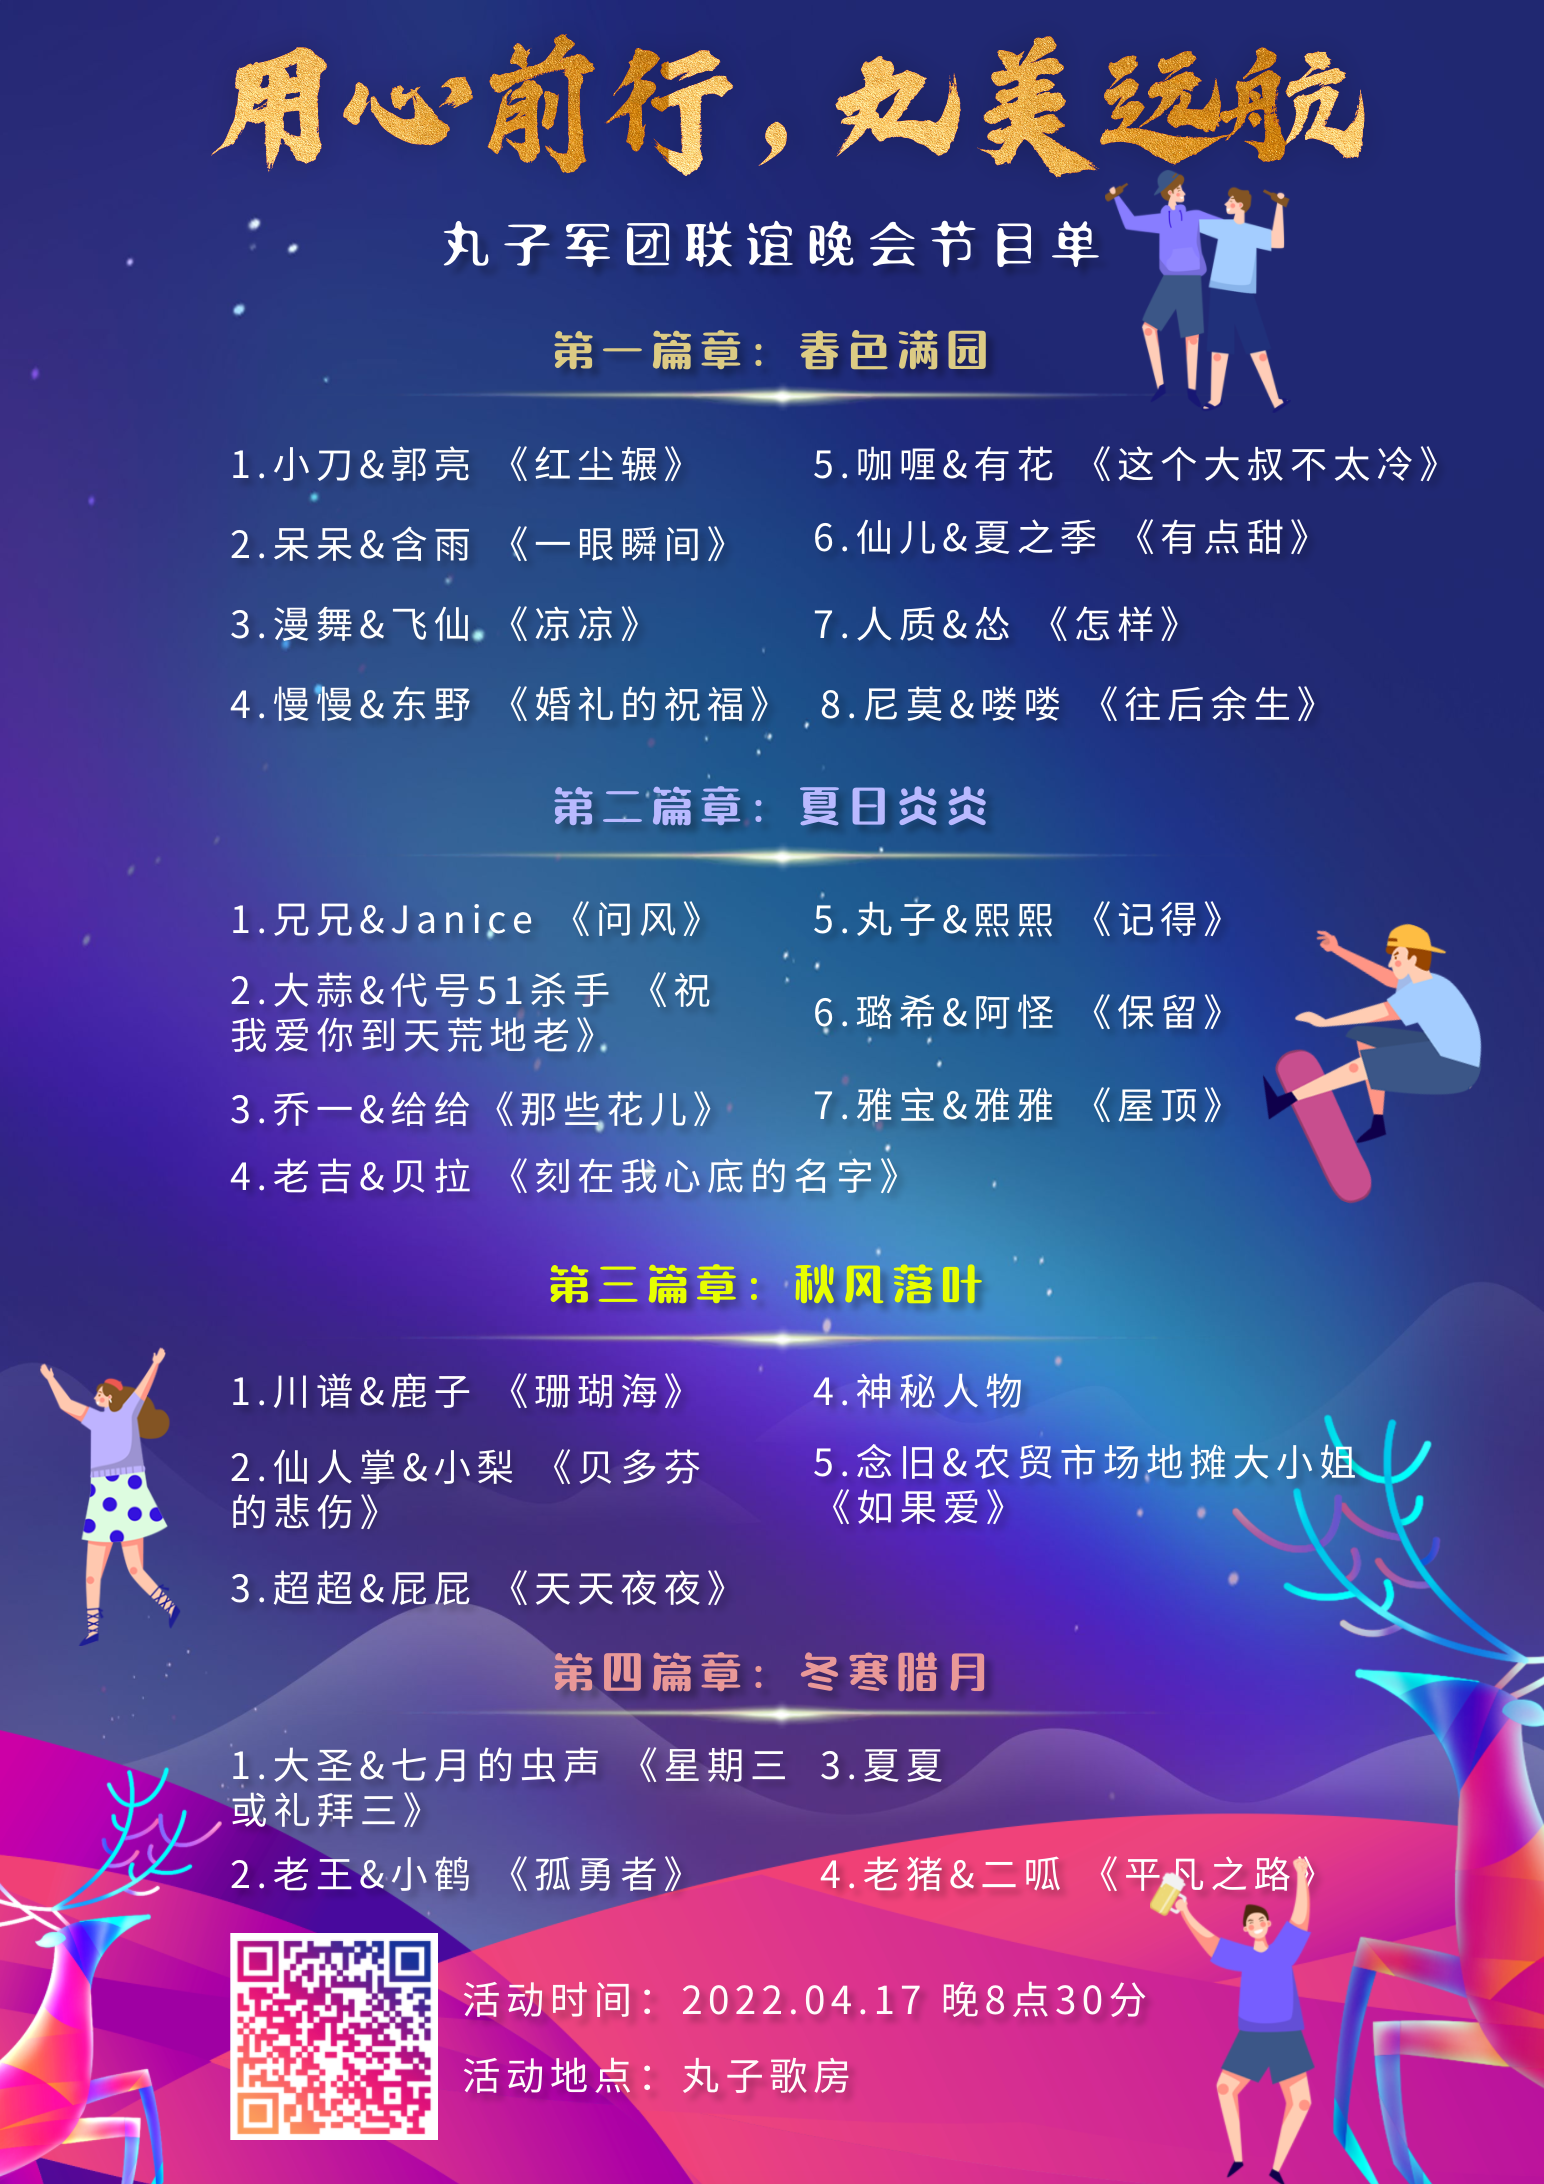 用心前行，丸美远航
丸子军团联谊晚会节目单
第一篇章：春色满园
1.小刀&郭亮 《红尘辗》
2.呆呆&含雨 《一眼瞬间》
3.漫舞&飞仙 《凉凉》
4.慢慢&东野 《婚礼的祝福》
5.咖喱&有花 《这个大叔不太冷》
6.仙儿&夏之季 《有点甜》
7.人质&怂 《怎样》
8.尼莫&喽喽 《往后余生》
第二篇章：夏日炎炎
1.兄兄&Janice 《问风》
2.大蒜&代号51杀手 《祝
我爱你到天荒地老》
3.乔一&给给《那些花儿》
4.老吉&贝拉 《刻在我心底的名字》
5.丸子&熙熙 《记得》
6.璐希&阿怪 《保留》
7.雅宝&雅雅 《屋顶》
第三篇章：秋风落叶
1.川谱&鹿子 《珊瑚海》
2.仙人掌&小梨 《贝多芬
的悲伤》
3.超超&屁屁 《天天夜夜》
4.神秘人物
5.念旧&农贸市场地摊大小姐
《如果爱》
第四篇章：冬寒腊月
1.大圣&七月的虫声 《星期三
或礼拜三》
2.老王&小鹤 《孤勇者》
3.夏夏
4.老猪&二呱 《平凡之路》
活动时间：2022.04.17 晚8点30分
活动地点：丸子歌房